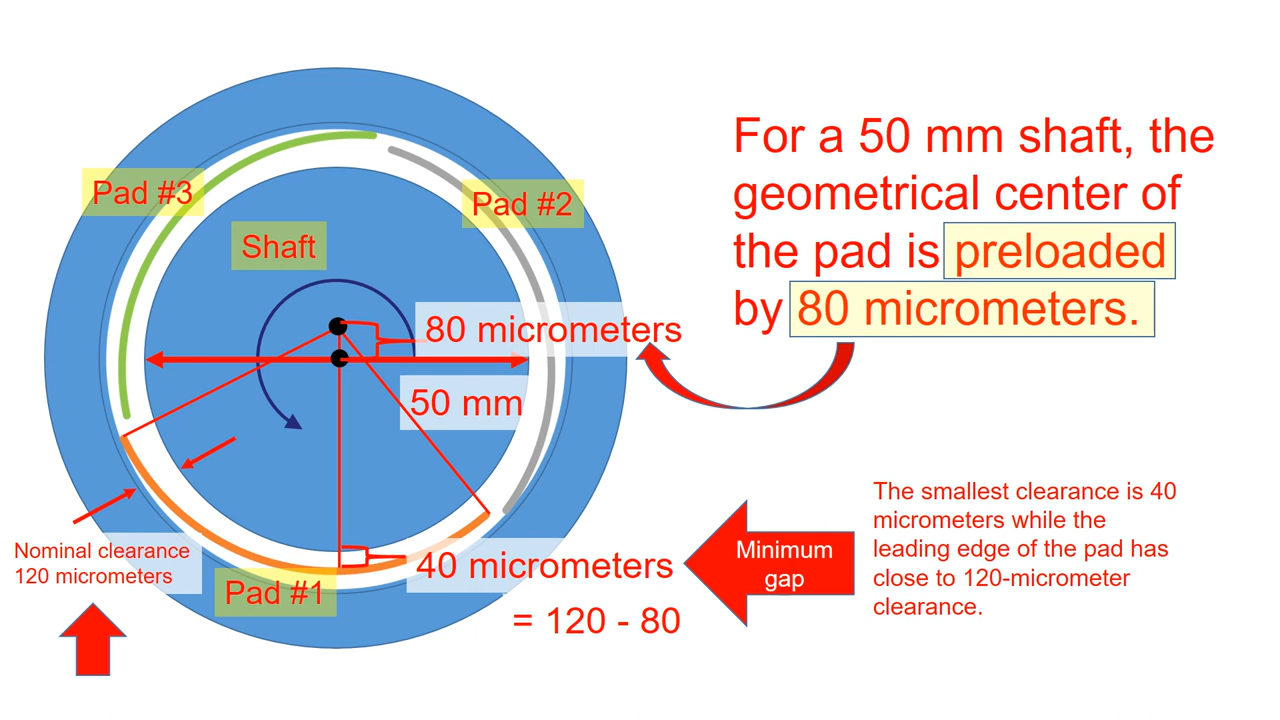 For a 50 mm shaft, the
geometrical center of
the pad is preloaded
by 80 micrometers.
Pad #3
Pad #2
Shaft
80 micrometers
50 mm
Nominal clearance
120 micrometers
Pad #1
40 micrometers
= 120 - 80
Minimum
gap
The smallest clearance is 40
micrometers while the
leading edge of the pad has
close to 120-micrometer
clearance.